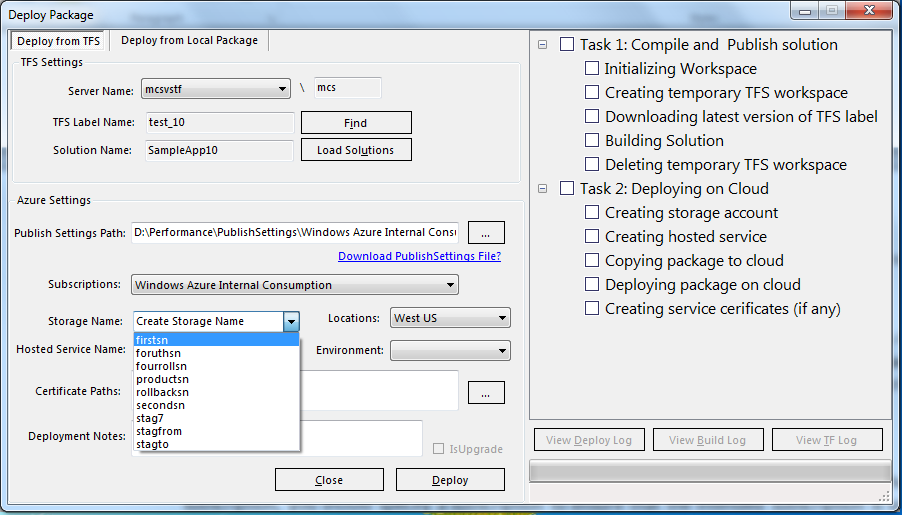 Deploy Package
Deploy from TFS
Deploy from Local Package
TFS Settings
Server Name: mcsvstf \ mcs
TFS Label Name: test_10 Find
Solution Name: SampleApp10 Load Solutions
Azure Settings
Publish Settings Path: D:\Performance\PublishSettings\Windows Azure Internal Consu ...
Download PublishSettings File?
Subscriptions: Windows Azure Internal Consumption
Storage Name: Create Storage Name Locations: West US
firstsn
Hosted Service Name: Environment:
foruthsn
fourrollsn
productsn
rollbacksn
Certificate Paths: ...
secondsn
stag7
stagfrom
Deployment Notes:
stagto
IsUpgrade
Close Deploy
Task 1: Compile and Publish solution
Initializing Workspace
Creating temporary TFS workspace
Downloading latest version of TFS label
Building Solution
Deleting temporary TFS workspace
Task 2: Deploying on Cloud
Creating storage account
Creating hosted service
Copying package to cloud
Deploying package on cloud
Creating service cerificates (if any)
View Deploy Log View Build Log View TF Log